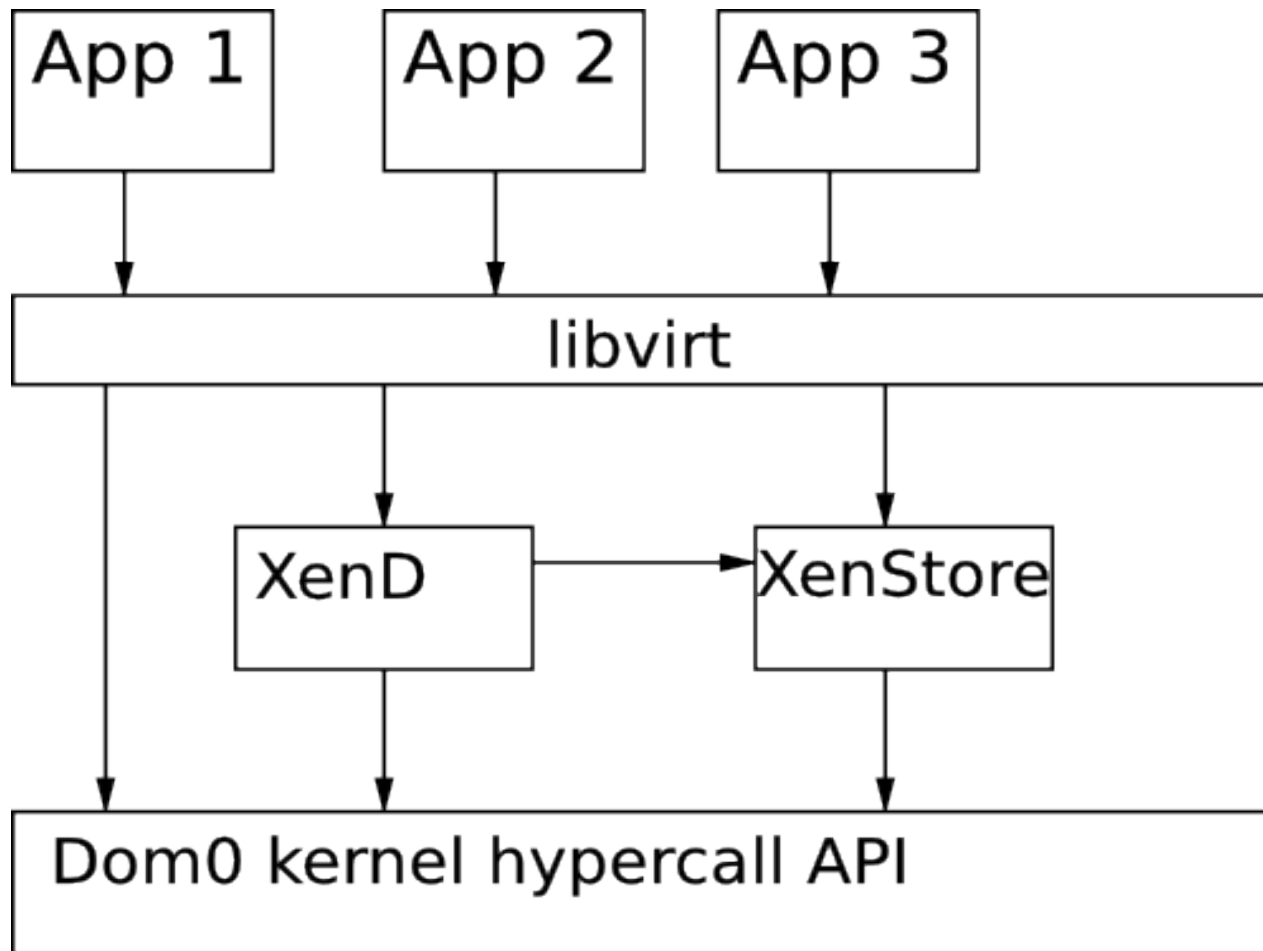 App 1
App 2
App 3
libvirt
XenD
XenStore
Dom0 kernel hypercall API